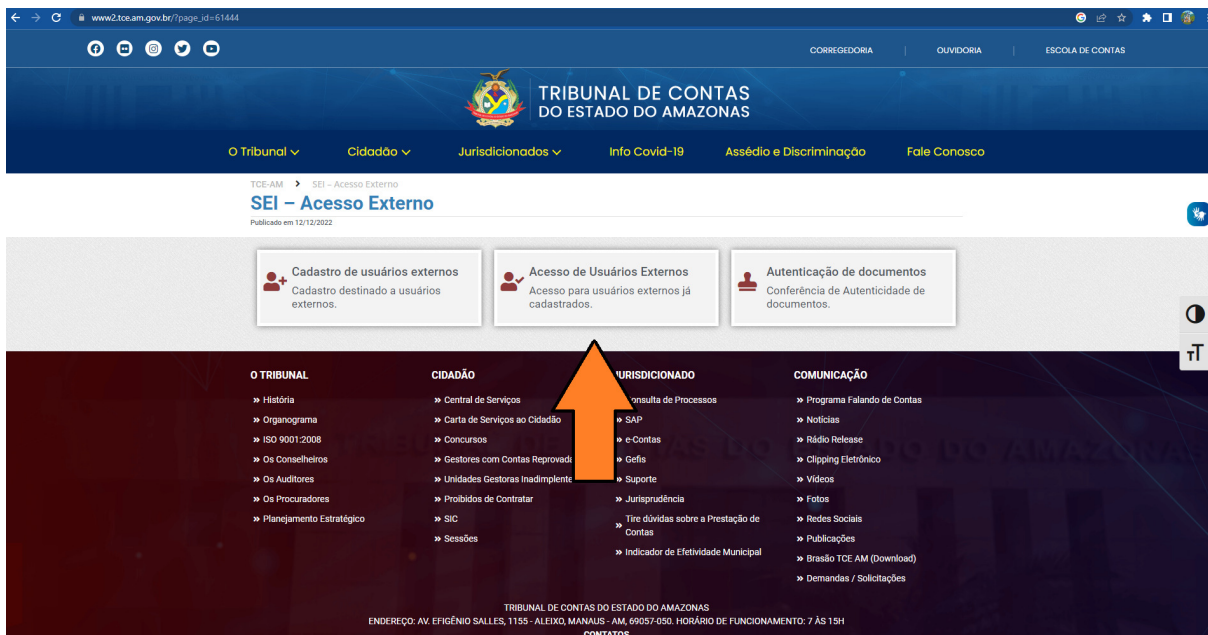 www2.tce.am.gov.br/?page_id=61444
CORREGEDORIA | OUVIDORIA | ESCOLA DE CONTAS
TRIBUNAL DE CONTAS
DO ESTADO DO AMAZONAS
O Tribunal Cidadão Jurisdicionados Info Covid-19 Assédio e Discriminação Fale Conosco
TCE-AM > SEI – Acesso Externo
SEI – Acesso Externo
Publicado em 12/12/2022
Cadastro de usuários externos
Cadastro destinado a usuários
externos.
Acesso de Usuários Externos
Acesso para usuários externos já
cadastrados.
Autenticação de documentos
Conferência de Autenticidade de
documentos.
O TRIBUNAL
» História
» Organograma
» ISO 9001:2008
» Os Conselheiros
» Os Auditores
» Os Procuradores
» Planejamento Estratégico
CIDADÃO
» Central de Serviços
» Carta de Serviços ao Cidadão
» Concursos
» Gestores com Contas Reprovada
» Unidades Gestoras Inadimplente
» Proibidos de Contratar
» SIC
» Sessões
JURISDICIONADO
onsulta de Processos
» SAP
» e-Contas
» Gefis
» Suporte
» Jurisprudência
» Tire dúvidas sobre a Prestação de
Contas
» Indicador de Efetividade Municipal
COMUNICAÇÃO
» Programa Falando de Contas
» Notícias
» Rádio Release
» Clipping Eletrônico
» Vídeos
» Fotos
» Redes Sociais
» Publicações
» Brasão TCE AM (Download)
» Demandas / Solicitações
TRIBUNAL DE CONTAS DO ESTADO DO AMAZONAS
ENDEREÇO: AV. EFIGÊNIO SALLES, 1155 - ALEIXO, MANAUS - AM, 69057-050. HORÁRIO DE FUNCIONAMENTO: 7 ÀS 15H
CONTATOS